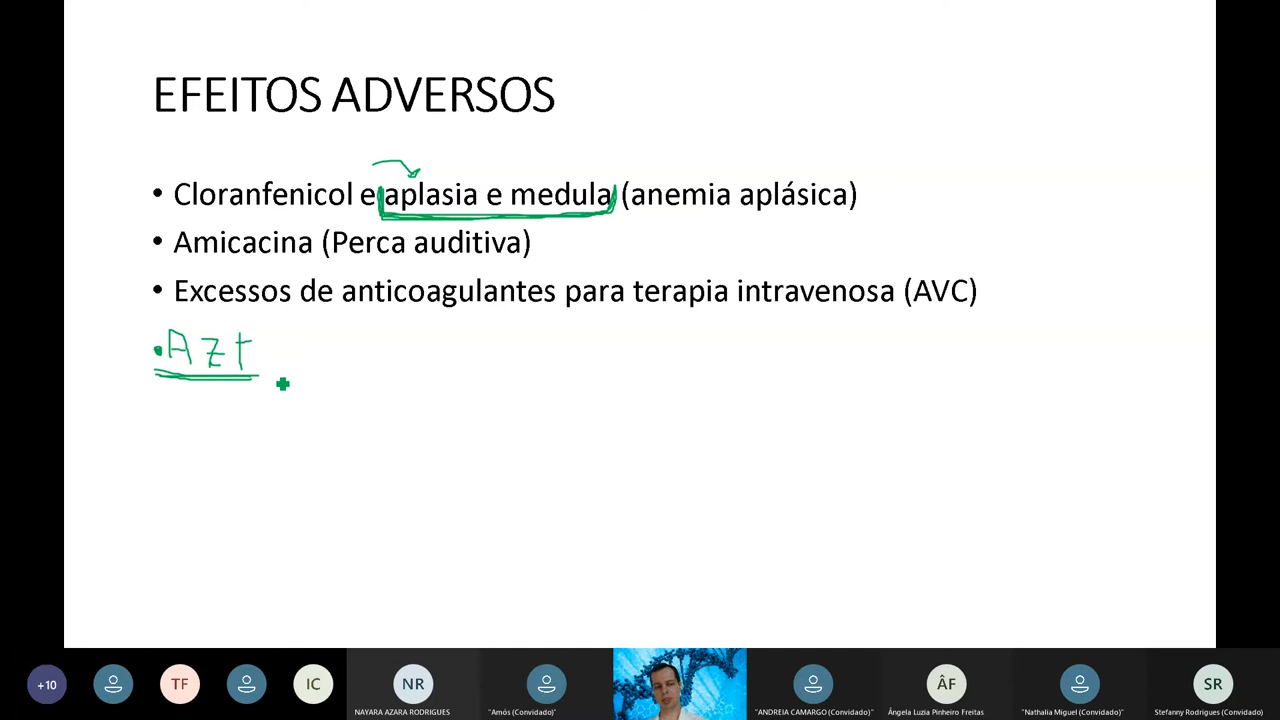 EFEITOS ADVERSOS
• Cloranfenicol e aplasia e medula (anemia aplásica)
• Amicacina (Perca auditiva)
• Excessos de anticoagulantes para terapia intravenosa (AVC)
• Azt
+10
TF
IC
NR
NAYARA AZARA RODRIGUES
"Amós (Convidado)"
"ANDREIA CAMARGO (Convidado)"
ÂF
Ângela Luzia Pinheiro Freitas
"Nathalia Miguel (Convidado)"
SR
Stefanny Rodrigues (Convidado)